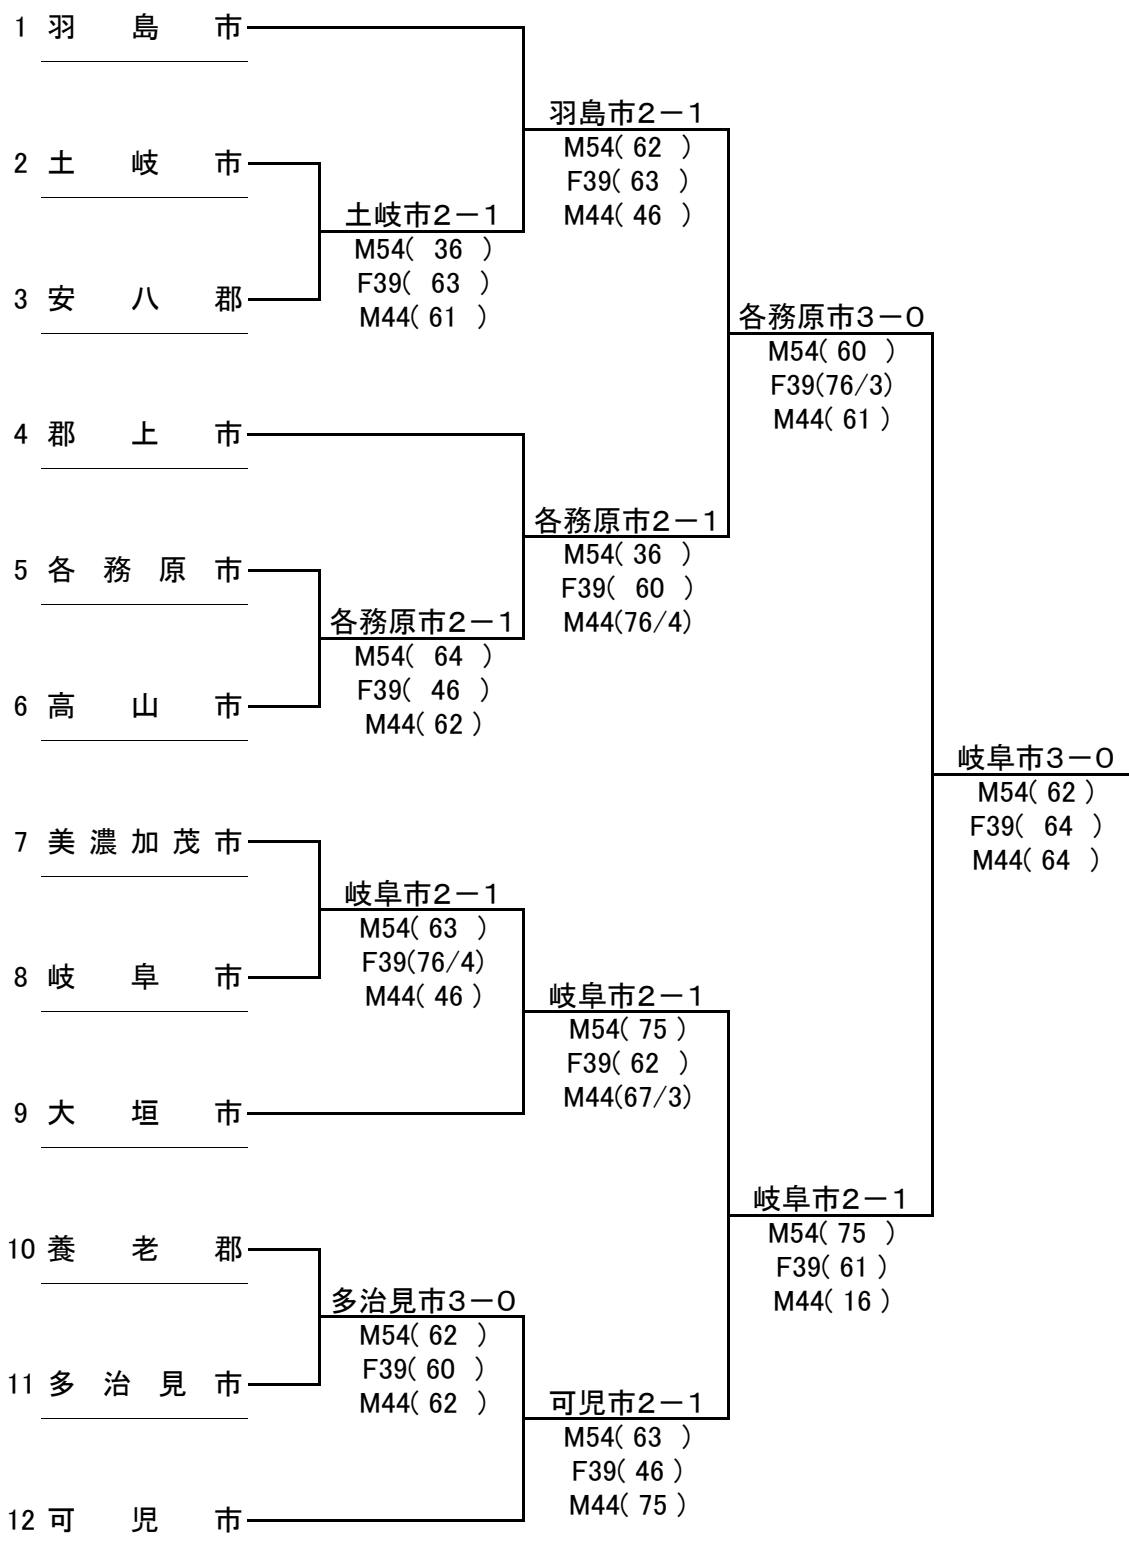 1 羽島市
羽島市2－1
M54( 62 )
F39( 63 )
M44( 46 )
2 土岐市
土岐市2－1
M54( 36 )
F39( 63 )
M44( 61 )
3 安八郡
各務原市3－0
M54( 60 )
F39(76/3)
M44( 61 )
4 郡上市
各務原市2－1
M54( 36 )
F39( 60 )
M44(76/4)
5 各務原市
各務原市2－1
M54( 64 )
F39( 46 )
M44( 62 )
6 高山市
岐阜市3－0
M54( 62 )
F39( 64 )
M44( 64 )
7 美濃加茂市
岐阜市2－1
M54( 63 )
F39(76/4)
M44( 46 )
8 岐阜市
岐阜市2－1
M54( 75 )
F39( 62 )
M44(67/3)
9 大垣市
岐阜市2－1
M54( 75 )
F39( 61 )
M44( 16 )
10 養老郡
多治見市3－0
M54( 62 )
F39( 60 )
M44( 62 )
11 多治見市
可児市2－1
M54( 63 )
F39( 46 )
M44( 75 )
12 可児市